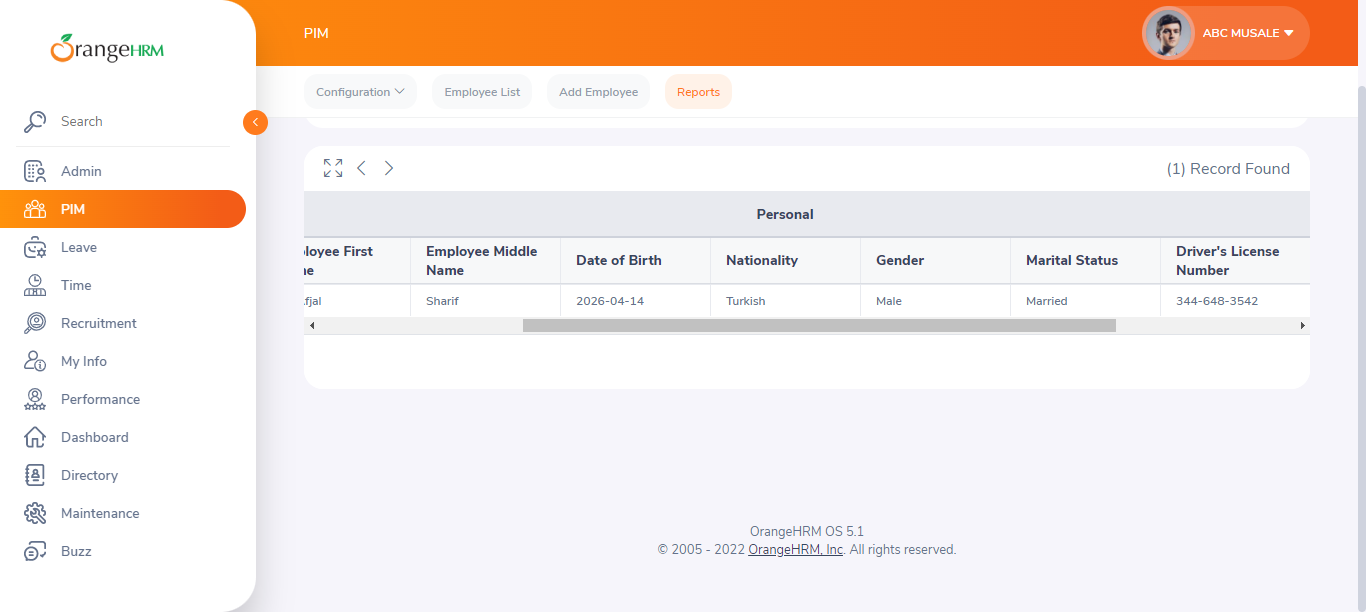 OrangeHRM
Search
Admin
PIM
Leave
Time
Recruitment
My Info
Performance
Dashboard
Directory
Maintenance
Buzz
PIM
ABC MUSALE
Configuration
Employee List
Add Employee
Reports
(1) Record Found
Personal
Employee Middle
Name
Date of Birth
Nationality
Gender
Marital Status
Driver's License
Number
First
Sharif
2026-04-14
Turkish
Male
Married
344-648-3542
OrangeHRM OS 5.1
© 2005 - 2022 OrangeHRM, Inc. All rights reserved.